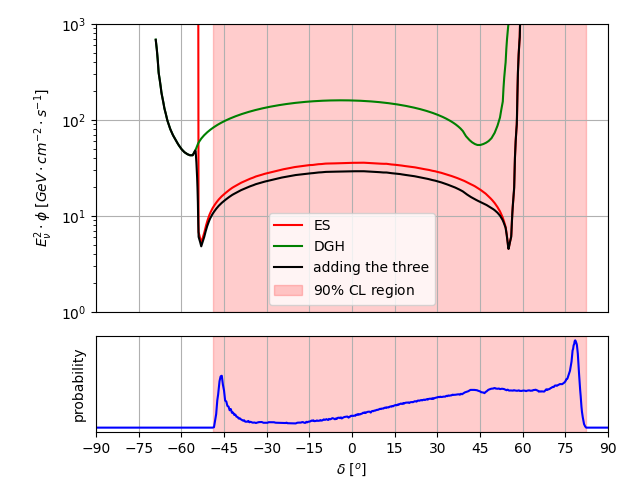 10³
10²
10¹
10⁰
E²ᵥ · ϕ [GeV · cm⁻² · s⁻¹]
ES
DGH
adding the three
90% CL region
probability
−90 −75 −60 −45 −30 −15 0 15 30 45 60 75 90
δ [°]